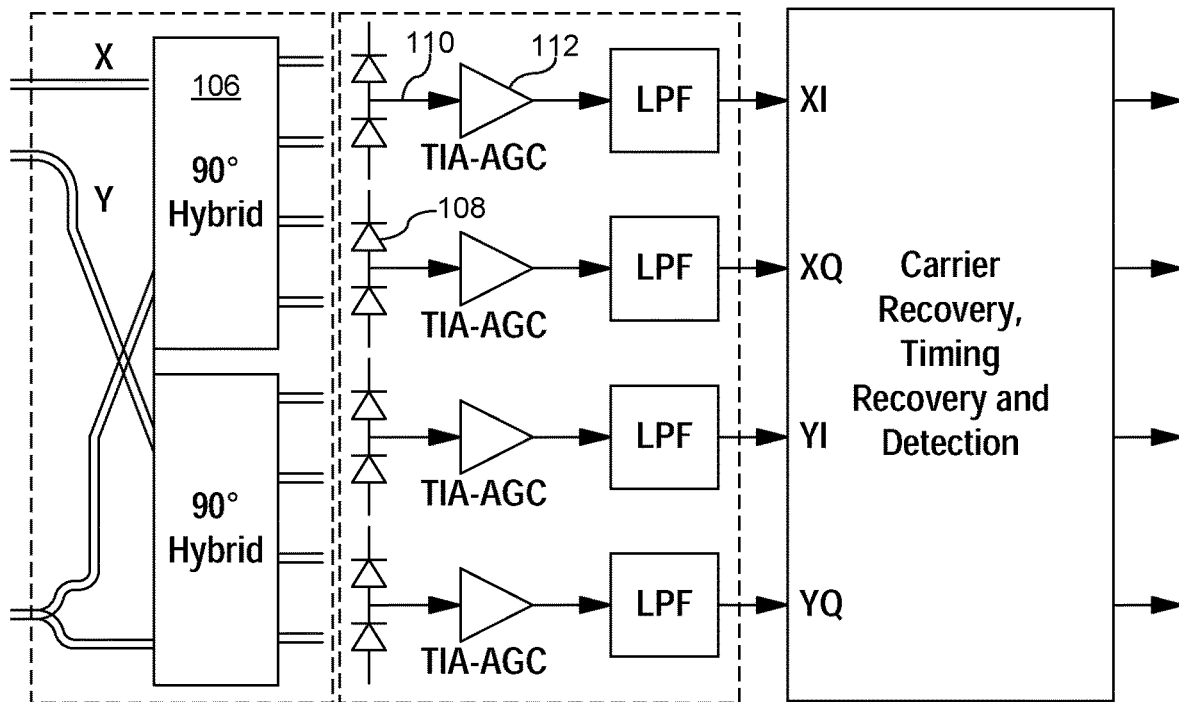 X
106
90°
Hybrid
Y
110
112
TIA-AGC
LPF
XI
108
TIA-AGC
LPF
XQ
TIA-AGC
LPF
YI
90°
Hybrid
TIA-AGC
LPF
YQ
Carrier
Recovery,
Timing
Recovery and
Detection